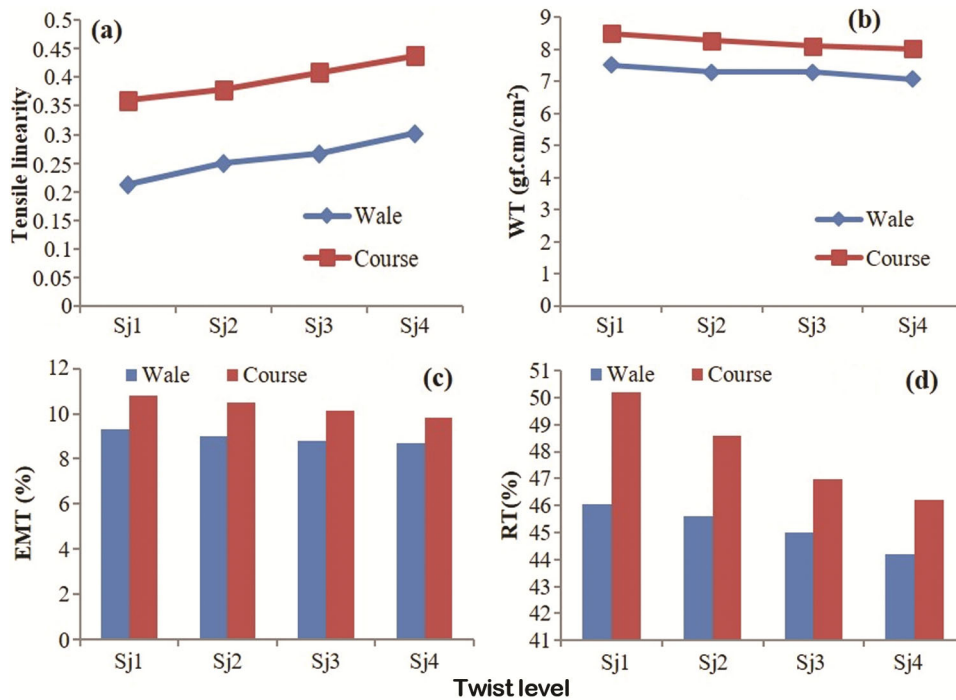 (a)
Tensile linearity
0.5
0.45
0.4
0.35
0.3
0.25
0.2
0.15
0.1
0.05
0
Wale
Course
Sj1 Sj2 Sj3 Sj4
(b)
WT (gf.cm/cm²)
9
8
7
6
5
4
3
2
1
0
Wale
Course
Sj1 Sj2 Sj3 Sj4
(c)
EMT (%)
Wale Course
12
10
8
6
4
2
0
Sj1 Sj2 Sj3 Sj4
(d)
RT(%)
Wale Course
51
50
49
48
47
46
45
44
43
42
41
Sj1 Sj2 Sj3 Sj4
Twist level